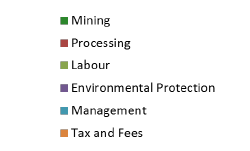 Mining
Processing
Labour
Environmental Protection
Management
Tax and Fees